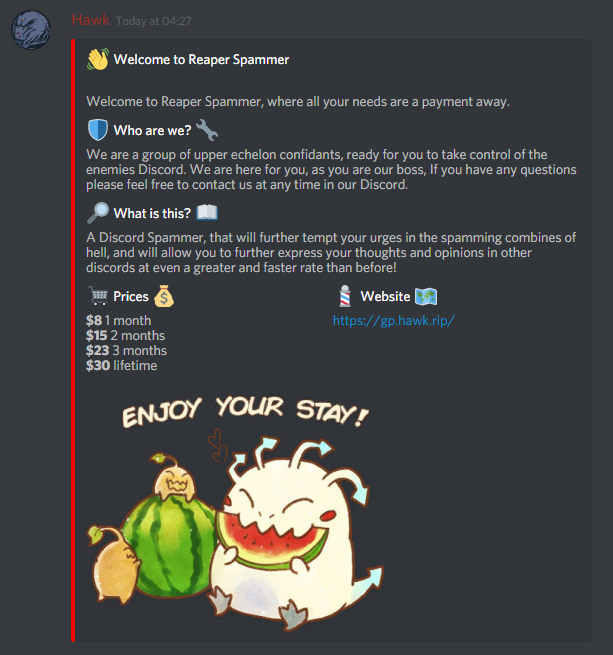 Hawk Today at 04:27
Welcome to Reaper Spammer
Welcome to Reaper Spammer, where all your needs are a payment away.
Who are we?
We are a group of upper echelon confidants, ready for you to take control of the
enemies Discord. We are here for you, as you are our boss, If you have any questions
please feel free to contact us at any time in our Discord.
What is this?
A Discord Spammer, that will further tempt your urges in the spamming combines of
hell, and will allow you to further express your thoughts and opinions in other
discords at even a greater and faster rate than before!
Prices
$8 1 month
$15 2 months
$23 3 months
$30 lifetime
Website
https://gp.hawk.rip/
ENJOY YOUR STAY!